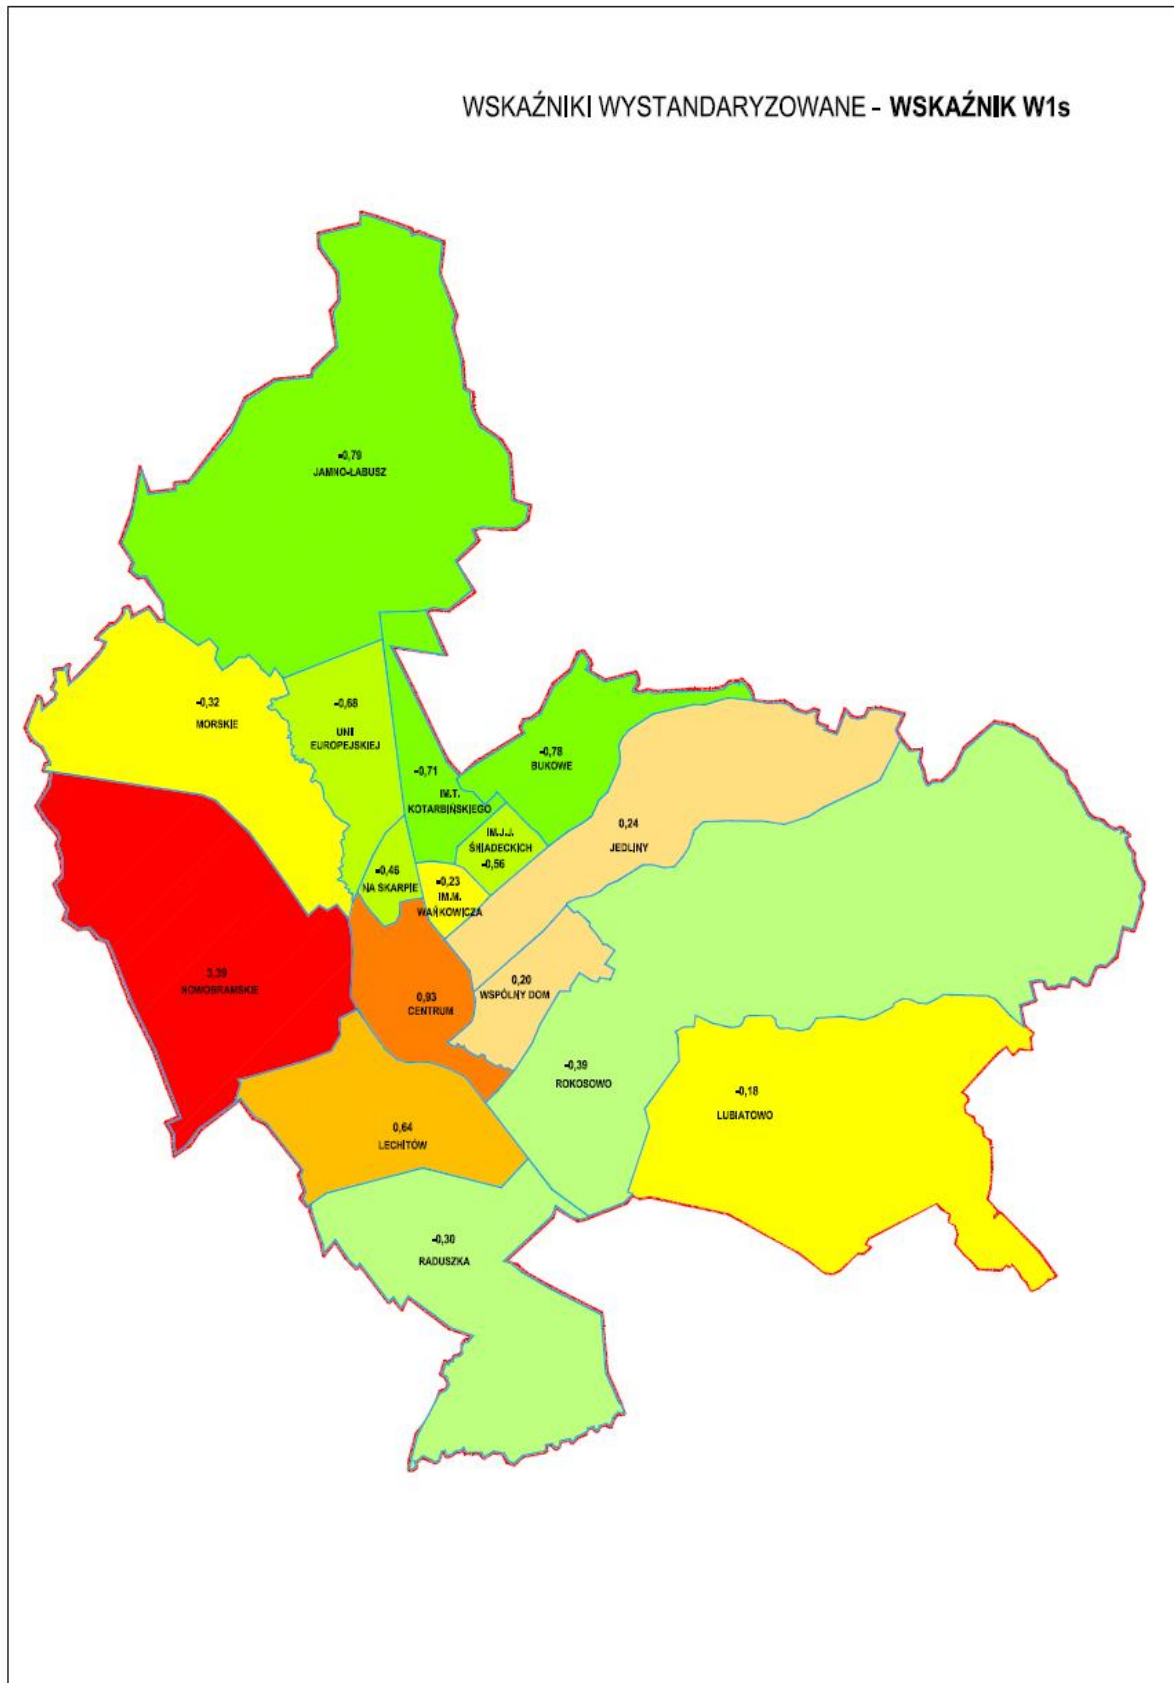 WSKAŹNIKI WYSTANDARYZOWANE - WSKAŹNIK W1s
-0,79
JAMNO-ŁABUSZ
-0,32
MORSKIE
-0,68
UNII
EUROPEJSKIEJ
-0,71
IM.T.
KOTARBIŃSKIEGO
-0,78
BUKOWE
IM.J.J.
ŚNIADECKICH
-0,56
0,24
JEDLINY
-0,46
NA SKARPIE
-0,23
IM.M.
WAŃKOWICZA
3,39
NOWOBRAMSKIE
0,93
CENTRUM
0,20
WSPÓLNY DOM
-0,39
ROKOSOWO
-0,18
LUBIATOWO
0,64
LECHITÓW
-0,30
RADUSZKA